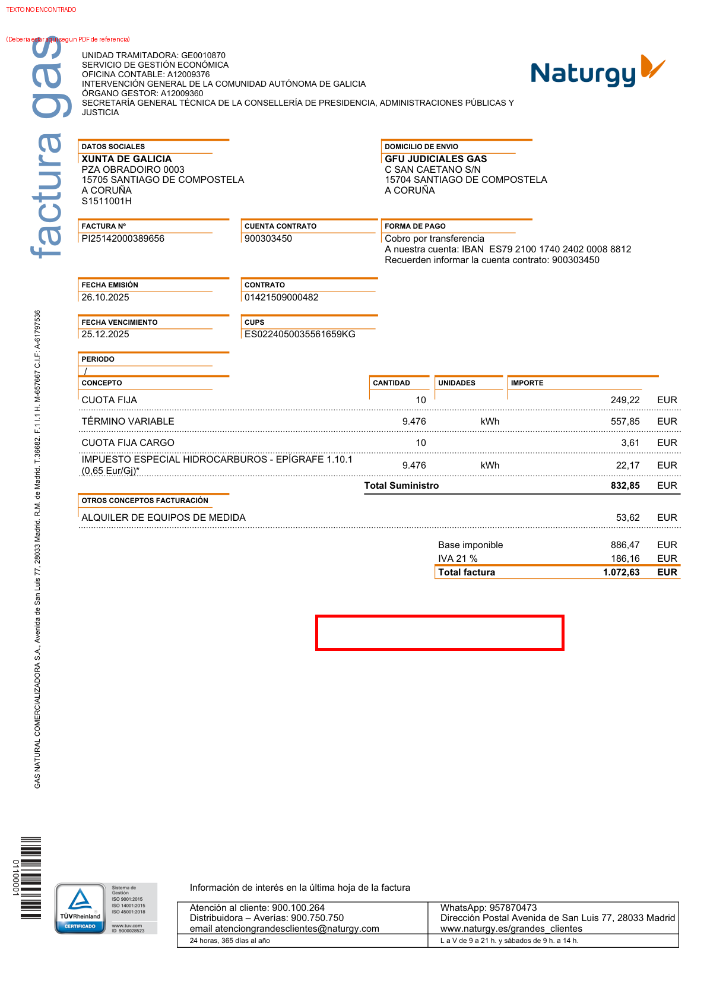 TEXTO NO ENCONTRADO
(Deberia estar aqui segun PDF de referencia)
factura gas
UNIDAD TRAMITADORA: GE0010870
SERVICIO DE GESTIÓN ECONÓMICA
OFICINA CONTABLE: A12009376
INTERVENCIÓN GENERAL DE LA COMUNIDAD AUTÓNOMA DE GALICIA
ÓRGANO GESTOR: A12009360
SECRETARÍA GENERAL TÉCNICA DE LA CONSELLERÍA DE PRESIDENCIA, ADMINISTRACIONES PÚBLICAS Y
JUSTICIA
Naturgy
DATOS SOCIALES
XUNTA DE GALICIA
PZA OBRADOIRO 0003
15705 SANTIAGO DE COMPOSTELA
A CORUÑA
S1511001H
DOMICILIO DE ENVIO
GFU JUDICIALES GAS
C SAN CAETANO S/N
15704 SANTIAGO DE COMPOSTELA
A CORUÑA
FACTURA Nº
PI25142000389656
CUENTA CONTRATO
900303450
FORMA DE PAGO
Cobro por transferencia
A nuestra cuenta: IBAN  ES79 2100 1740 2402 0008 8812
Recuerden informar la cuenta contrato: 900303450
FECHA EMISIÓN
26.10.2025
CONTRATO
01421509000482
FECHA VENCIMIENTO
25.12.2025
CUPS
ES0224050035561659KG
PERIODO
/
CONCEPTO CANTIDAD UNIDADES IMPORTE
CUOTA FIJA 10 249,22 EUR
TÉRMINO VARIABLE 9.476 kWh 557,85 EUR
CUOTA FIJA CARGO 10 3,61 EUR
IMPUESTO ESPECIAL HIDROCARBUROS - EPÍGRAFE 1.10.1
(0,65 Eur/Gj)* 9.476 kWh 22,17 EUR
Total Suministro 832,85 EUR
OTROS CONCEPTOS FACTURACIÓN
ALQUILER DE EQUIPOS DE MEDIDA 53,62 EUR
Base imponible 886,47 EUR
IVA 21 % 186,16 EUR
Total factura 1.072,63 EUR
GAS NATURAL COMERCIALIZADORA S.A., Avenida de San Luis 77, 28033 Madrid. R.M. de Madrid. T.36682. F.1 I.1 H. M-657667 C.I.F: A-61797536
01100001
TÜVRheinland
CERTIFICADO
Sistema de
Gestión
ISO 9001:2015
ISO 14001:2015
ISO 45001:2018
www.tuv.com
ID 9000028523
Información de interés en la última hoja de la factura
Atención al cliente: 900.100.264
Distribuidora – Averías: 900.750.750
email atenciongrandesclientes@naturgy.com
24 horas, 365 días al año
WhatsApp: 957870473
Dirección Postal Avenida de San Luis 77, 28033 Madrid
www.naturgy.es/grandes_clientes
L a V de 9 a 21 h. y sábados de 9 h. a 14 h.